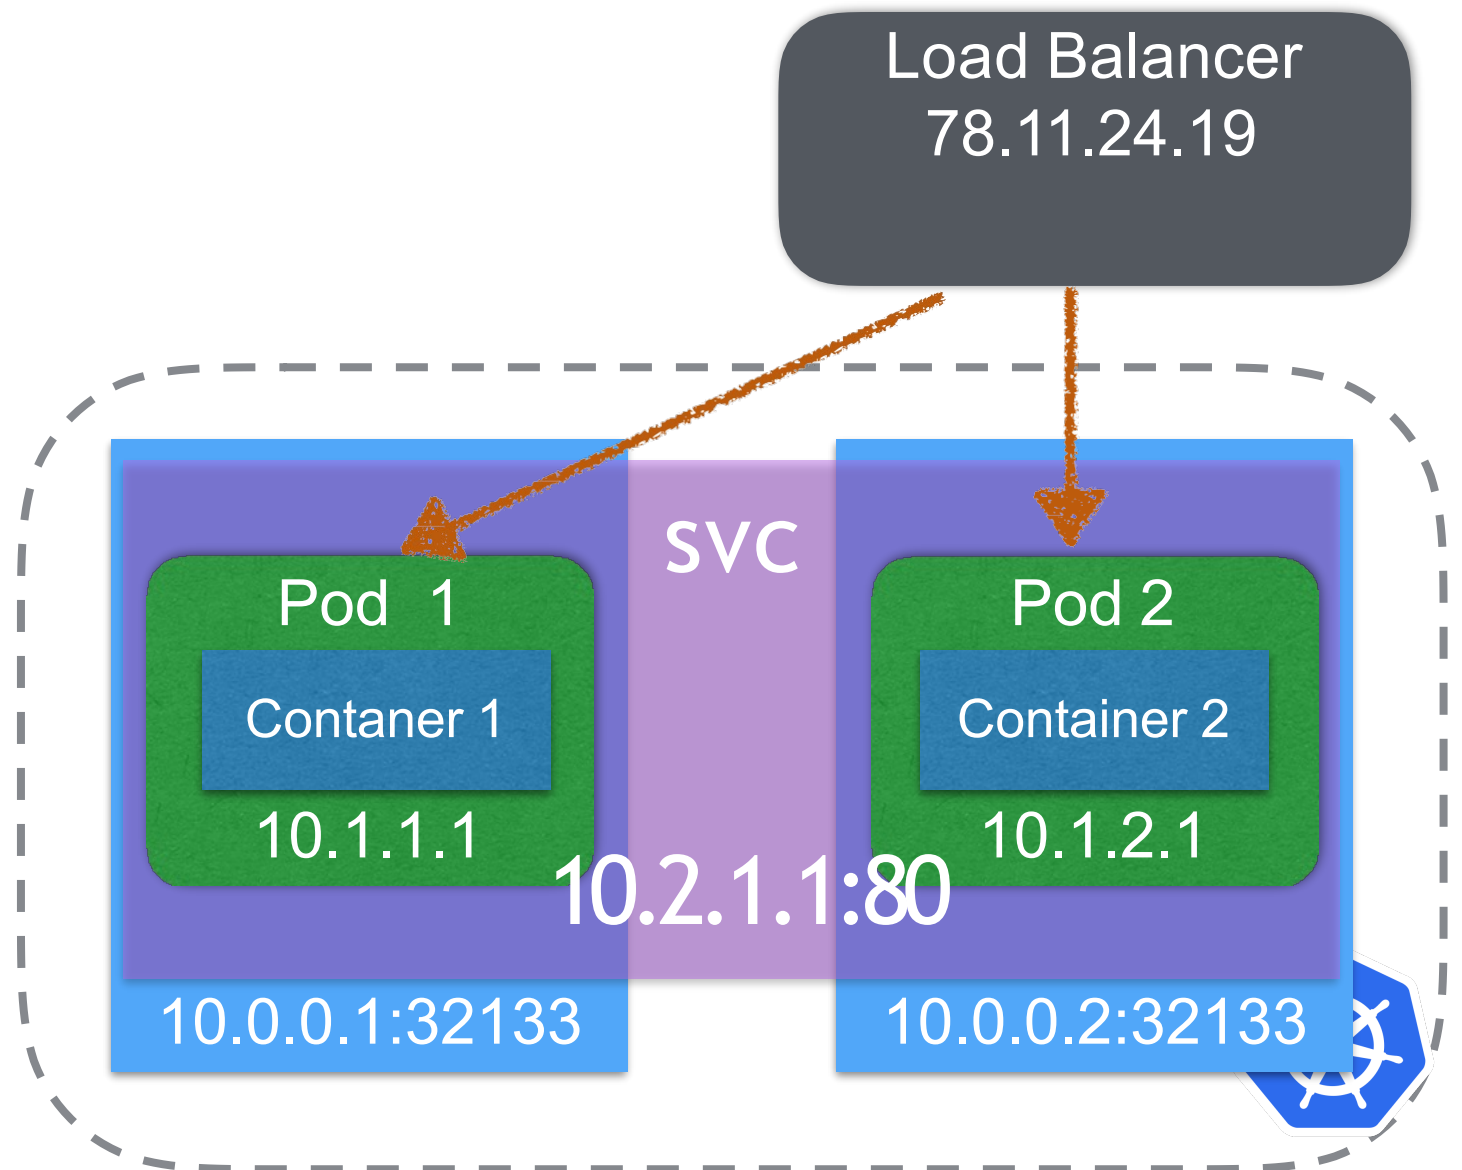 Load Balancer
78.11.24.19
svc
Pod 1
Contaner 1
10.1.1.1
Pod 2
Container 2
10.1.2.1
10.2.1.1:80
10.0.0.1:32133
10.0.0.2:32133